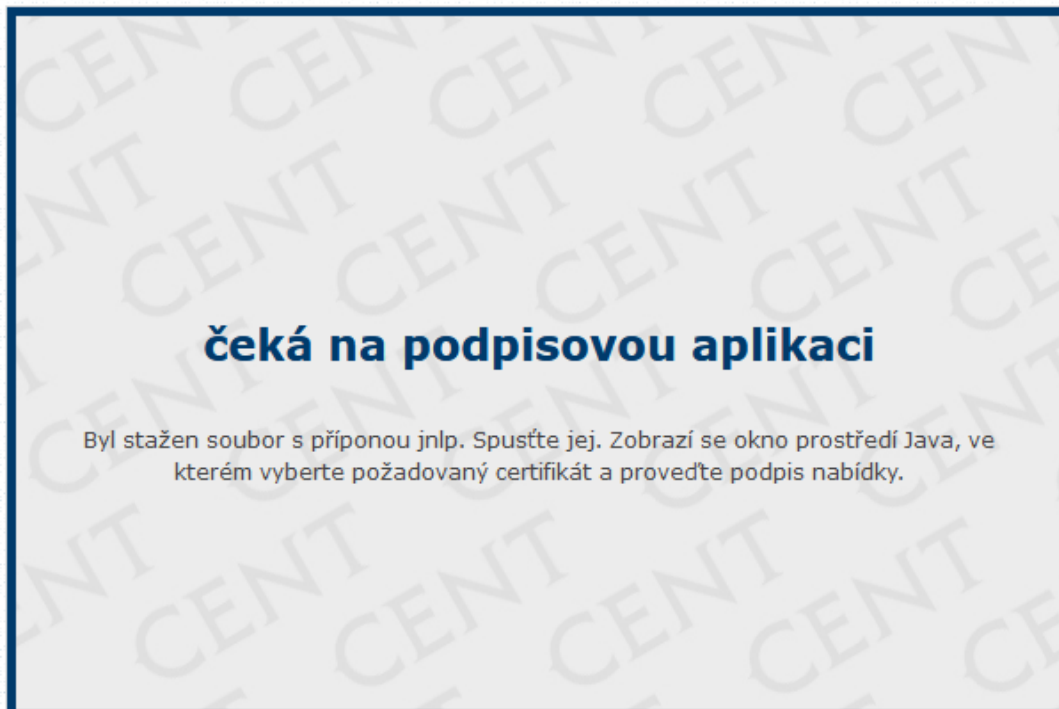 čeká na podpisovou aplikaci
Byl stažen soubor s příponou jnlp. Spusťte jej. Zobrazí se okno prostředí Java, ve
kterém vyberte požadovaný certifikát a proveďte podpis nabídky.
CENT